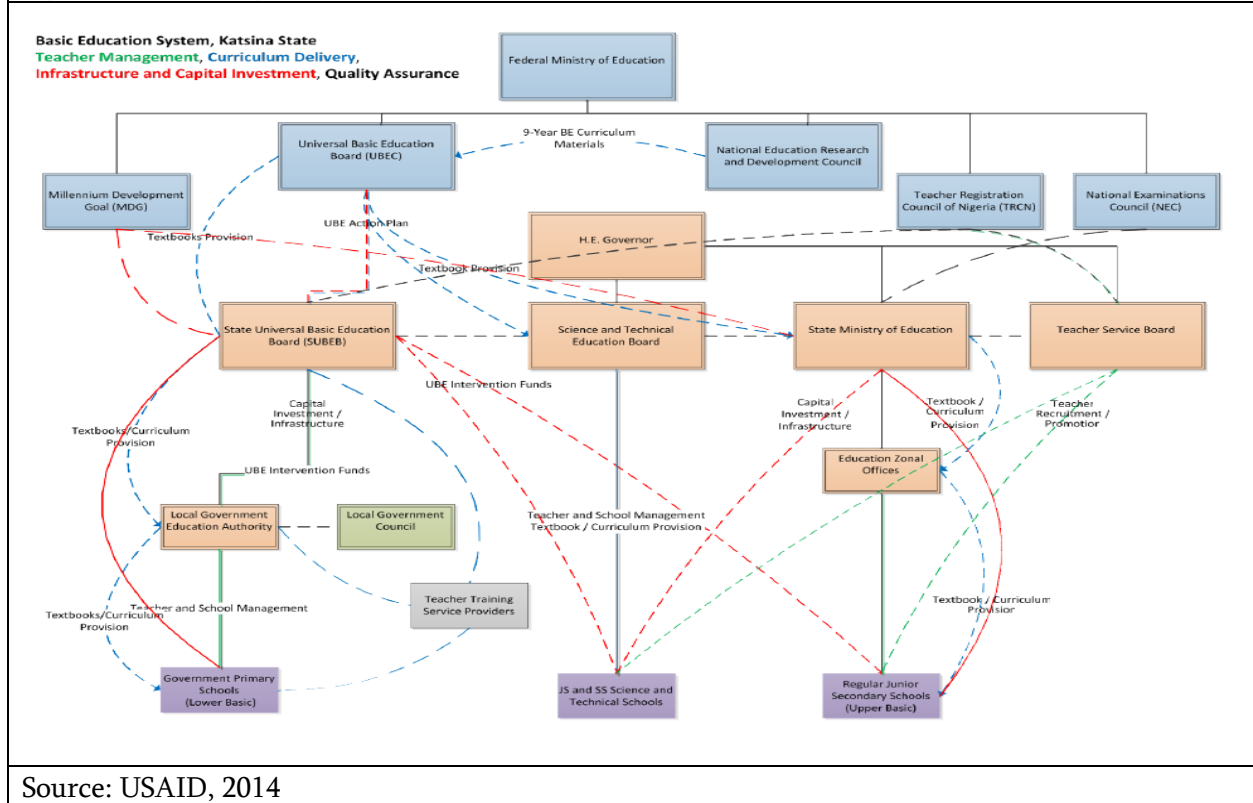 Basic Education System, Katsina State
Teacher Management, Curriculum Delivery,
Infrastructure and Capital Investment, Quality Assurance
Federal Ministry of Education
Universal Basic Education
Board (UBEC)
9-Year BE Curriculum
Materials
National Education Research
and Development Council
Millennium Development
Goal (MDG)
Teacher Registration
Council of Nigeria (TRCN)
National Examinations
Council (NEC)
UBE Action Plan
Textbooks Provision
H.E. Governor
Textbook Provision
State Universal Basic Education
Board (SUBEB)
Science and Technical
Education Board
State Ministry of Education
Teacher Service Board
UBE Intervention Funds
Capital
Investment /
Infrastructure
Capital
Investment /
Infrastructure
Textbook /
Curriculum
Provision
Teacher
Recruitment /
Promotion
Textbooks/Curriculum
Provision
UBE Intervention Funds
Education Zonal
Offices
Local Government
Education Authority
Local Government
Council
Teacher and School Management
Textbook / Curriculum Provision
Teacher Training
Service Providers
Teacher and School Management
Textbooks/Curriculum
Provision
Textbook / Curriculum
Provision
Government Primary
Schools
(Lower Basic)
JS and SS Science and
Technical Schools
Regular Junior
Secondary Schools
(Upper Basic)
Source: USAID, 2014